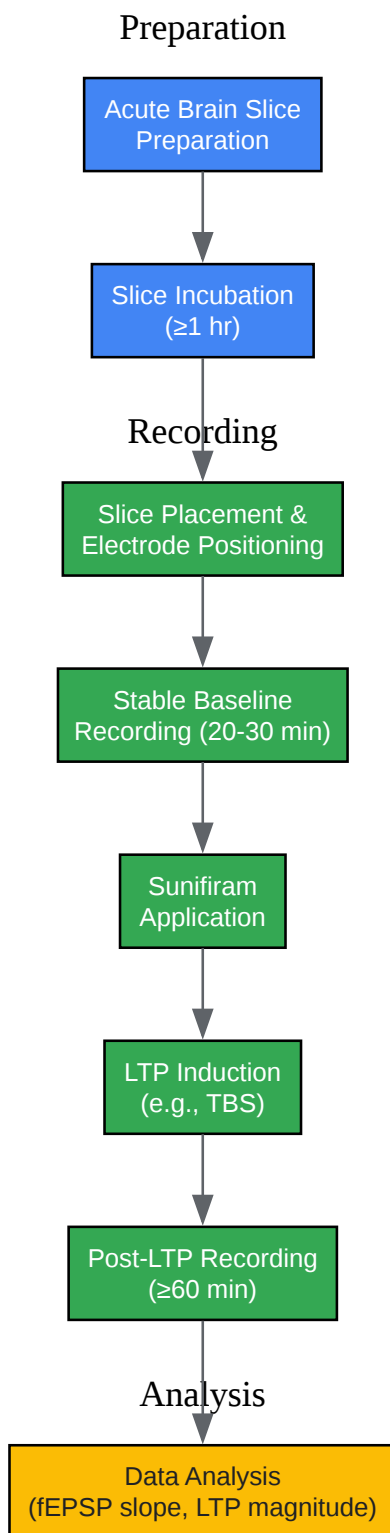 Preparation
Acute Brain Slice
Preparation
Slice Incubation
(≥1 hr)
Recording
Slice Placement &
Electrode Positioning
Stable Baseline
Recording (20-30 min)
Sunifiram
Application
LTP Induction
(e.g., TBS)
Post-LTP Recording
(≥60 min)
Analysis
Data Analysis
(fEPSP slope, LTP magnitude)